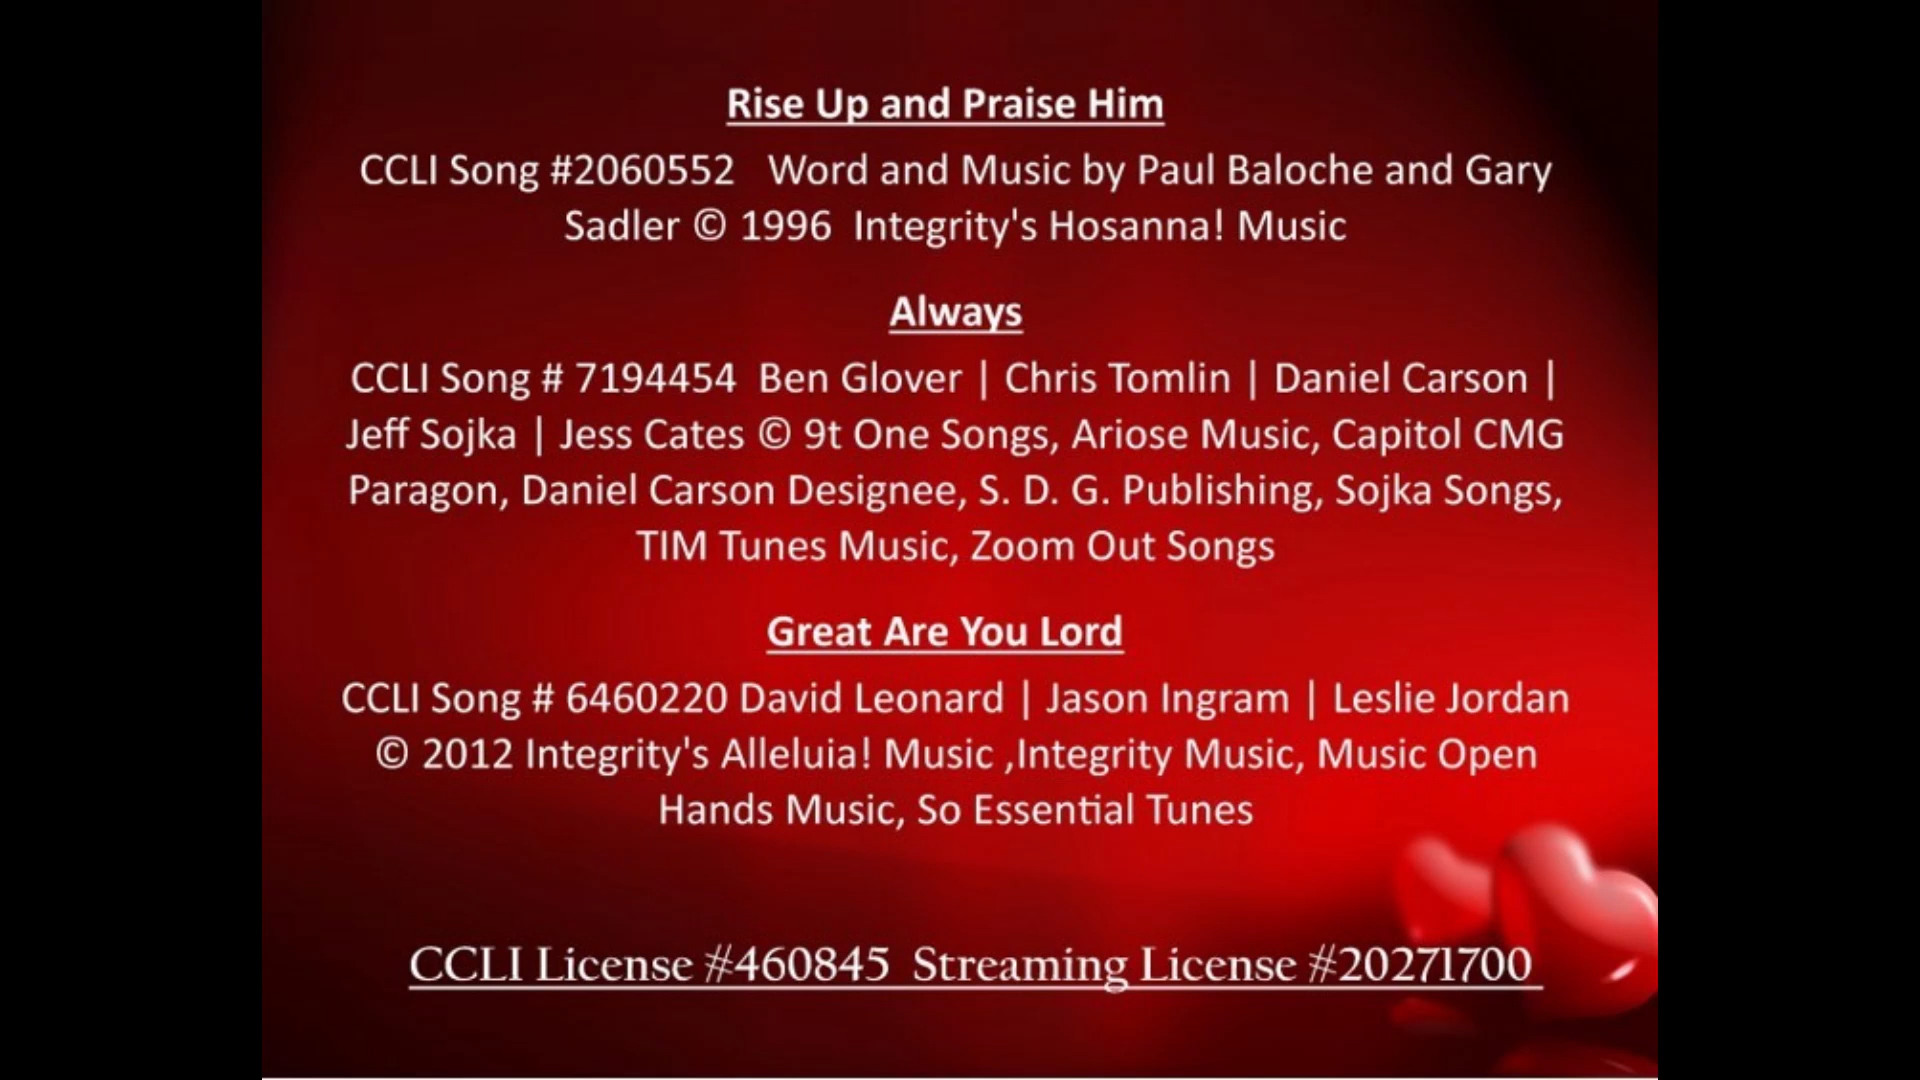 Rise Up and Praise Him
CCLI Song #2060552   Word and Music by Paul Baloche and Gary
Sadler © 1996  Integrity's Hosanna! Music
Always
CCLI Song # 7194454  Ben Glover | Chris Tomlin | Daniel Carson |
Jeff Sojka | Jess Cates © 9t One Songs, Ariose Music, Capitol CMG
Paragon, Daniel Carson Designee, S. D. G. Publishing, Sojka Songs,
TIM Tunes Music, Zoom Out Songs
Great Are You Lord
CCLI Song # 6460220 David Leonard | Jason Ingram | Leslie Jordan
© 2012 Integrity's Alleluia! Music ,Integrity Music, Music Open
Hands Music, So Essential Tunes
CCLI License #460845  Streaming License #20271700